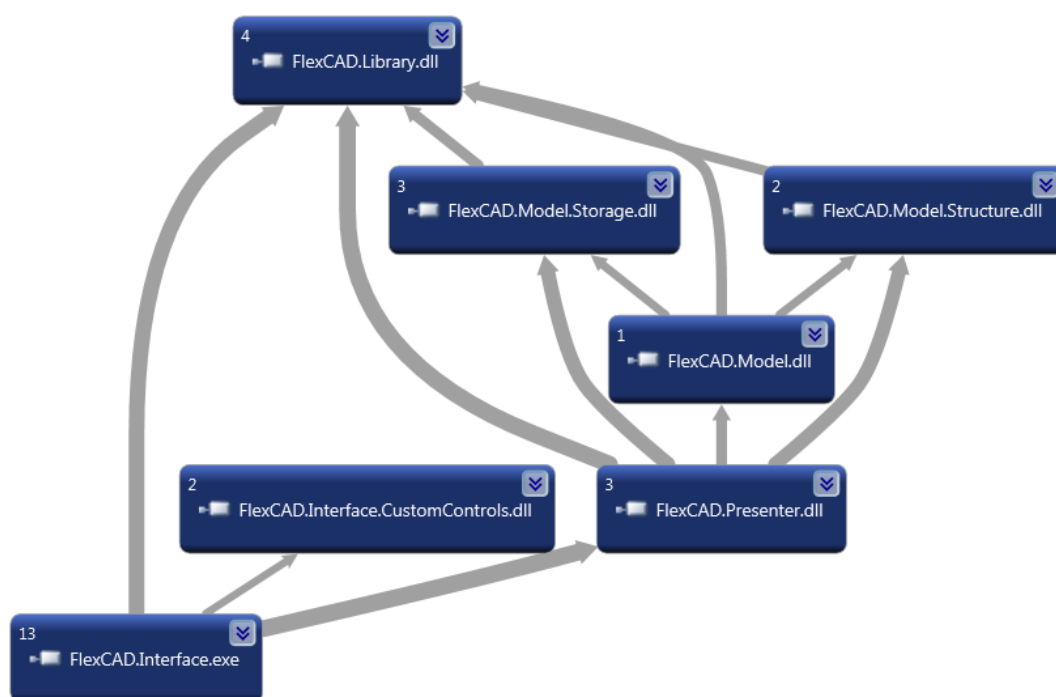 4
FlexCAD.Library.dll
3
FlexCAD.Model.Storage.dll
2
FlexCAD.Model.Structure.dll
1
FlexCAD.Model.dll
2
FlexCAD.Interface.CustomControls.dll
3
FlexCAD.Presenter.dll
13
FlexCAD.Interface.exe